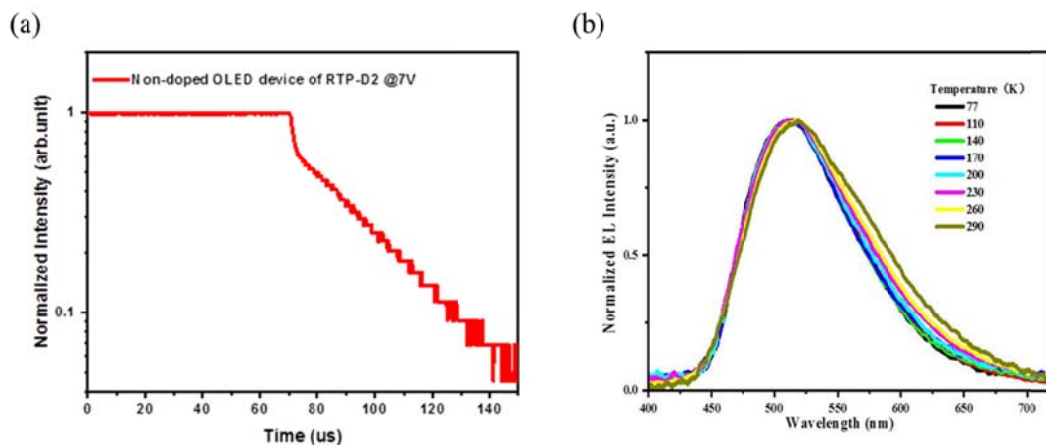 (a)
Non-doped OLED device of RTP-D2 @7V
Normalized Intensity (arb.unit)
1
0.1
0 20 40 60 80 100 120 140
Time (us)
(b)
Temperature (K)
77
110
140
170
200
230
260
290
Normalized EL Intensity (a.u.)
1.0
0.5
0.0
400 450 500 550 600 650 700
Wavelength (nm)